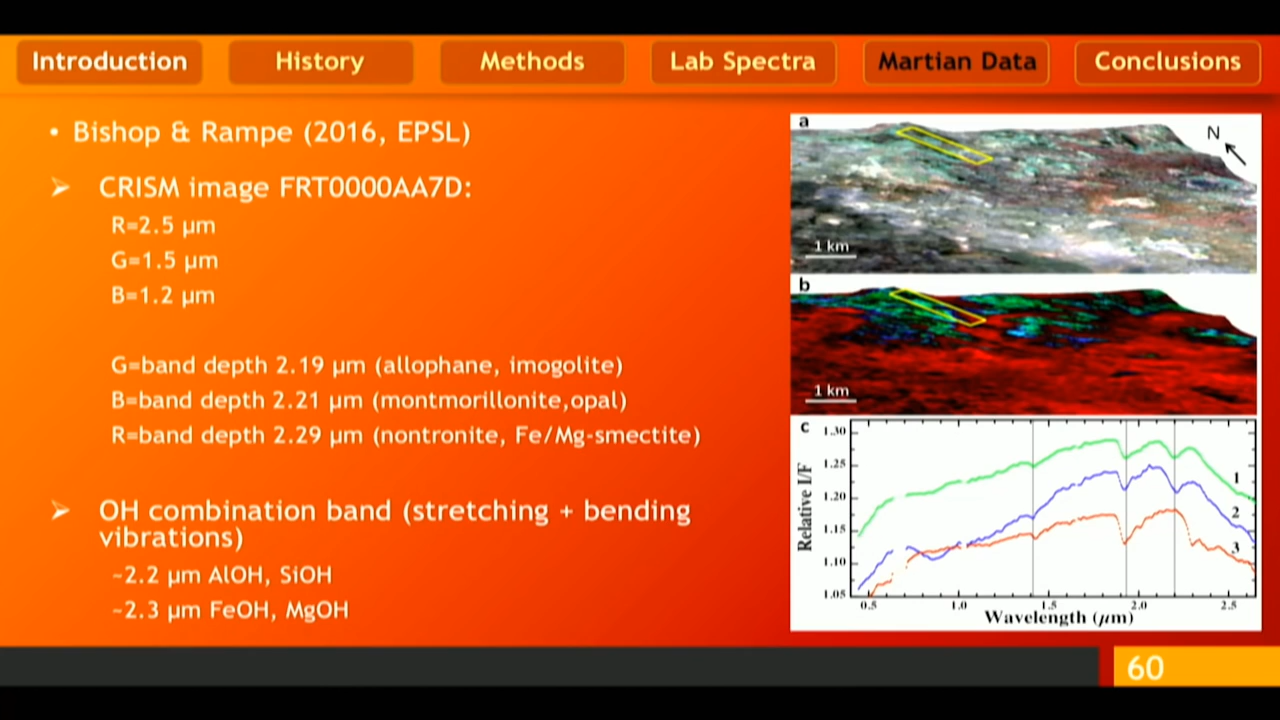 Introduction
History
Methods
Lab Spectra
Martian Data
Conclusions
• Bishop & Rampe (2016, EPSL)
➢ CRISM image FRT0000AA7D:
R=2.5 µm
G=1.5 µm
B=1.2 µm
G=band depth 2.19 µm (allophane, imogolite)
B=band depth 2.21 µm (montmorillonite,opal)
R=band depth 2.29 µm (nontronite, Fe/Mg-smectite)
➢ OH combination band (stretching + bending
vibrations)
~2.2 µm AlOH, SiOH
~2.3 µm FeOH, MgOH
a
N
1 km
b
1 km
c
1.30
1.25
1.20
1.15
1.10
1.05
Relative I/F
1
2
3
0.5
1.0
1.5
2.0
2.5
Wavelength (µm)
60